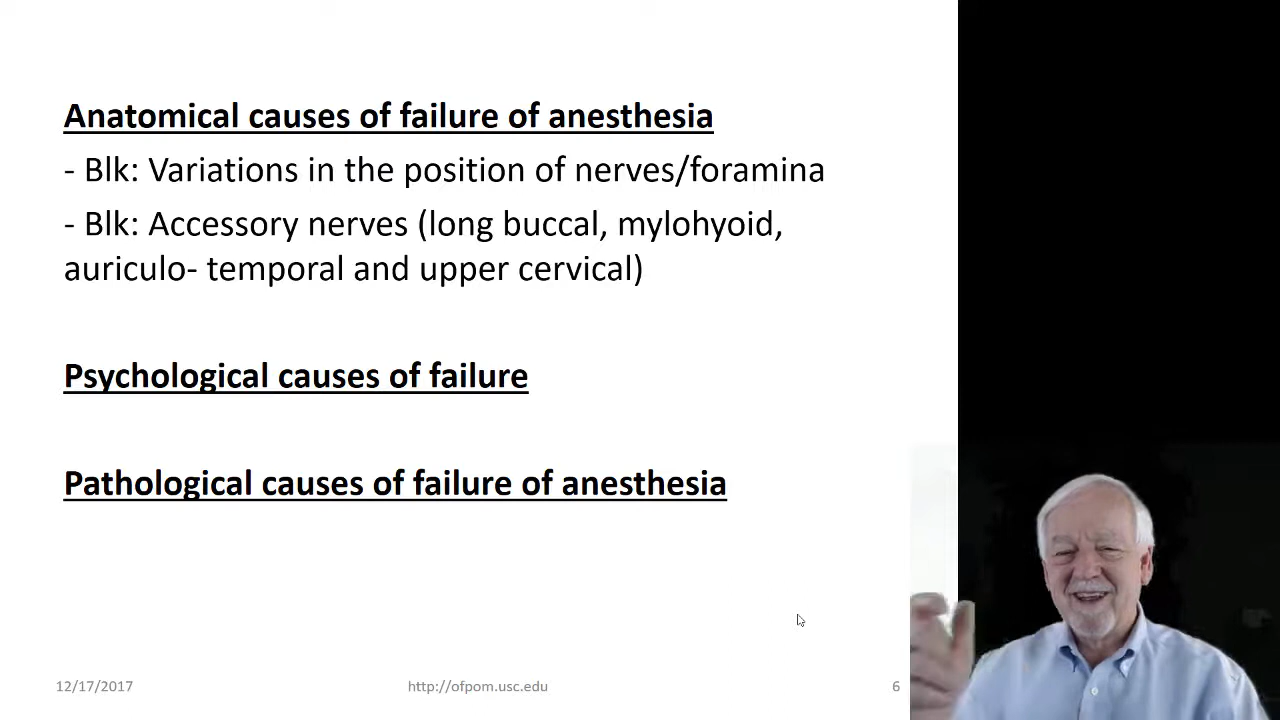 Anatomical causes of failure of anesthesia
- Blk: Variations in the position of nerves/foramina
- Blk: Accessory nerves (long buccal, mylohyoid,
auriculo- temporal and upper cervical)
Psychological causes of failure
Pathological causes of failure of anesthesia
12/17/2017
http://ofpom.usc.edu
6